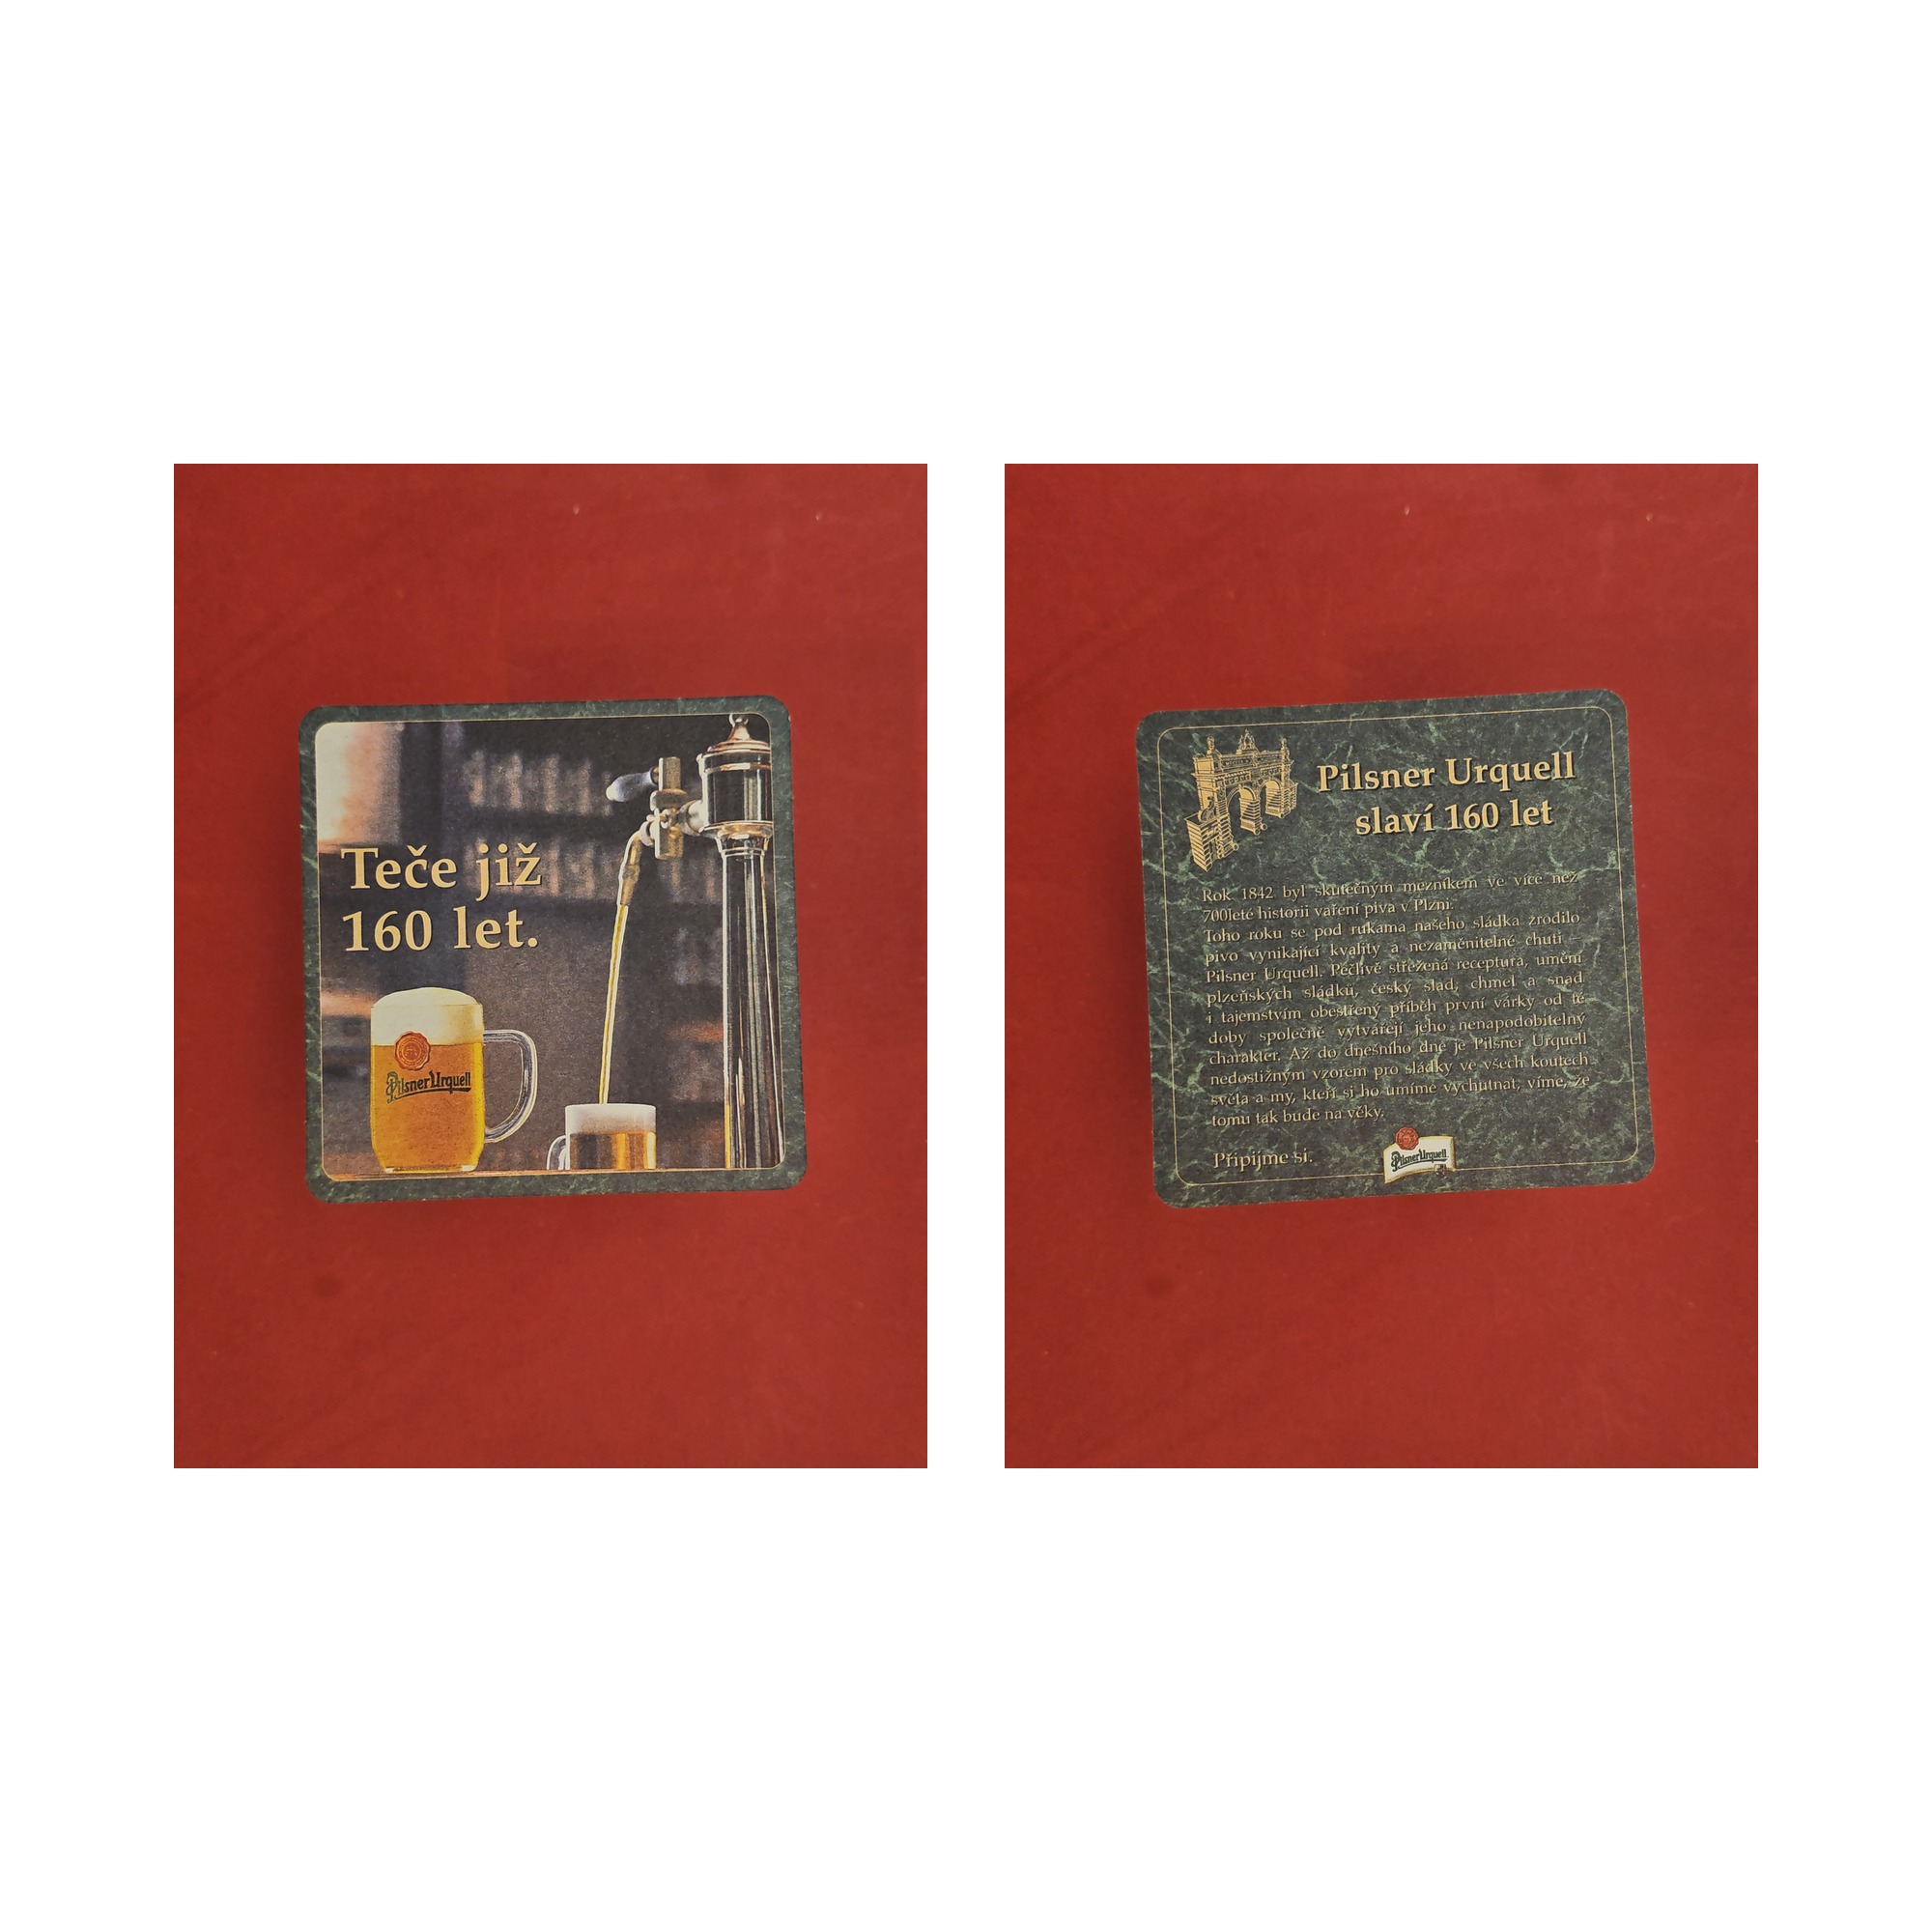 Teče již
160 let.
Pilsner Urquell
Pilsner Urquell
slaví 160 let
Rok 1842 byl skutečným mezníkem ve více než
700leté historii vaření piva v Plzni.
Toho roku se pod rukama našeho sládka zrodilo
pivo vynikající kvality a nezaměnitelné chuti –
Pilsner Urquell. Pečlivě střežená receptura, umění
plzeňských sládků, český slad, chmel a snad
i tajemstvím obestřený příběh první várky od té
doby společně vytvářejí jeho nenapodobitelný
charakter. Až do dnešního dne je Pilsner Urquell
nedostižným vzorem pro sládky ve všech koutech
světa a my, kteří si ho umíme vychutnat, víme, že
tomu tak bude na věky.
Připijme si.
Pilsner Urquell